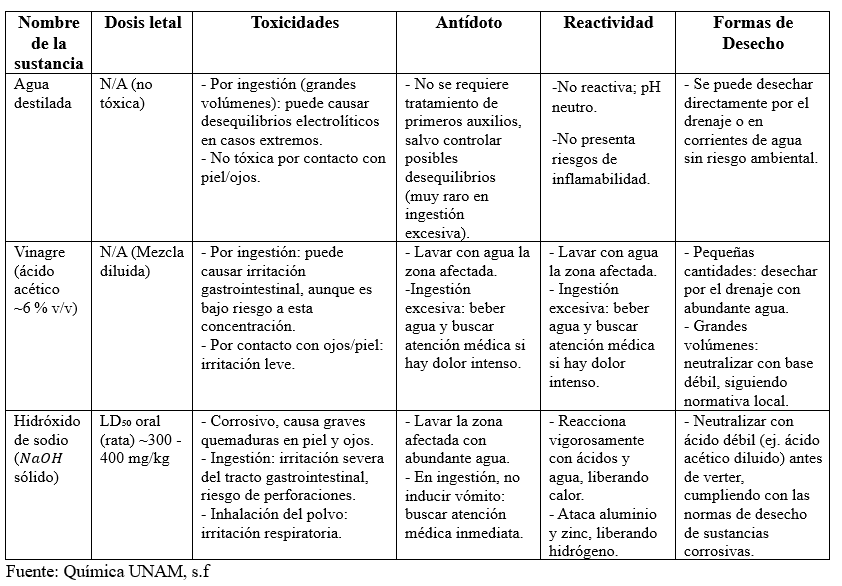 Nombre
de la
sustancia
Dosis letal
Toxicidades
Antídoto
Reactividad
Formas de
Desecho
Agua
destilada
N/A (no
tóxica)
- Por ingestión (grandes
volúmenes): puede causar
desequilibrios electrolíticos
en casos extremos.
- No tóxica por contacto con
piel/ojos.
- No se requiere
tratamiento de
primeros auxilios,
salvo controlar
posibles
desequilibrios
(muy raro en
ingestión
excesiva).
-No reactiva; pH
neutro.
-No presenta
riesgos de
inflamabilidad.
- Se puede desechar
directamente por el
drenaje o en
corrientes de agua
sin riesgo ambiental.
Vinagre
(ácido
acético
~6 % v/v)
N/A (Mezcla
diluida)
- Por ingestión: puede
causar irritación
gastrointestinal, aunque es
bajo riesgo a esta
concentración.
- Por contacto con ojos/piel:
irritación leve.
- Lavar con agua la
zona afectada.
-Ingestión
excesiva: beber
agua y buscar
atención médica si
hay dolor intenso.
- Lavar con agua
la zona afectada.
- Ingestión
excesiva: beber
agua y buscar
atención médica
si hay dolor
intenso.
- Pequeñas
cantidades: desechar
por el drenaje con
abundante agua.
- Grandes
volúmenes:
neutralizar con base
débil, siguiendo
normativa local.
Hidróxido
de sodio
(NaOH
sólido)
LD₅₀ oral
(rata) ~300 -
400 mg/kg
- Corrosivo, causa graves
quemaduras en piel y ojos.
- Ingestión: irritación severa
del tracto gastrointestinal,
riesgo de perforaciones.
- Inhalación del polvo:
irritación respiratoria.
- Lavar la zona
afectada con
abundante agua.
- En ingestión, no
inducir vómito:
buscar atención
médica inmediata.
- Reacciona
vigorosamente
con ácidos y
agua, liberando
calor.
- Ataca aluminio
y zinc, liberando
hidrógeno.
- Neutralizar con
ácido débil (ej. ácido
acético diluido) antes
de verter,
cumpliendo con las
normas de desecho
de sustancias
corrosivas.
Fuente: Química UNAM, s.f